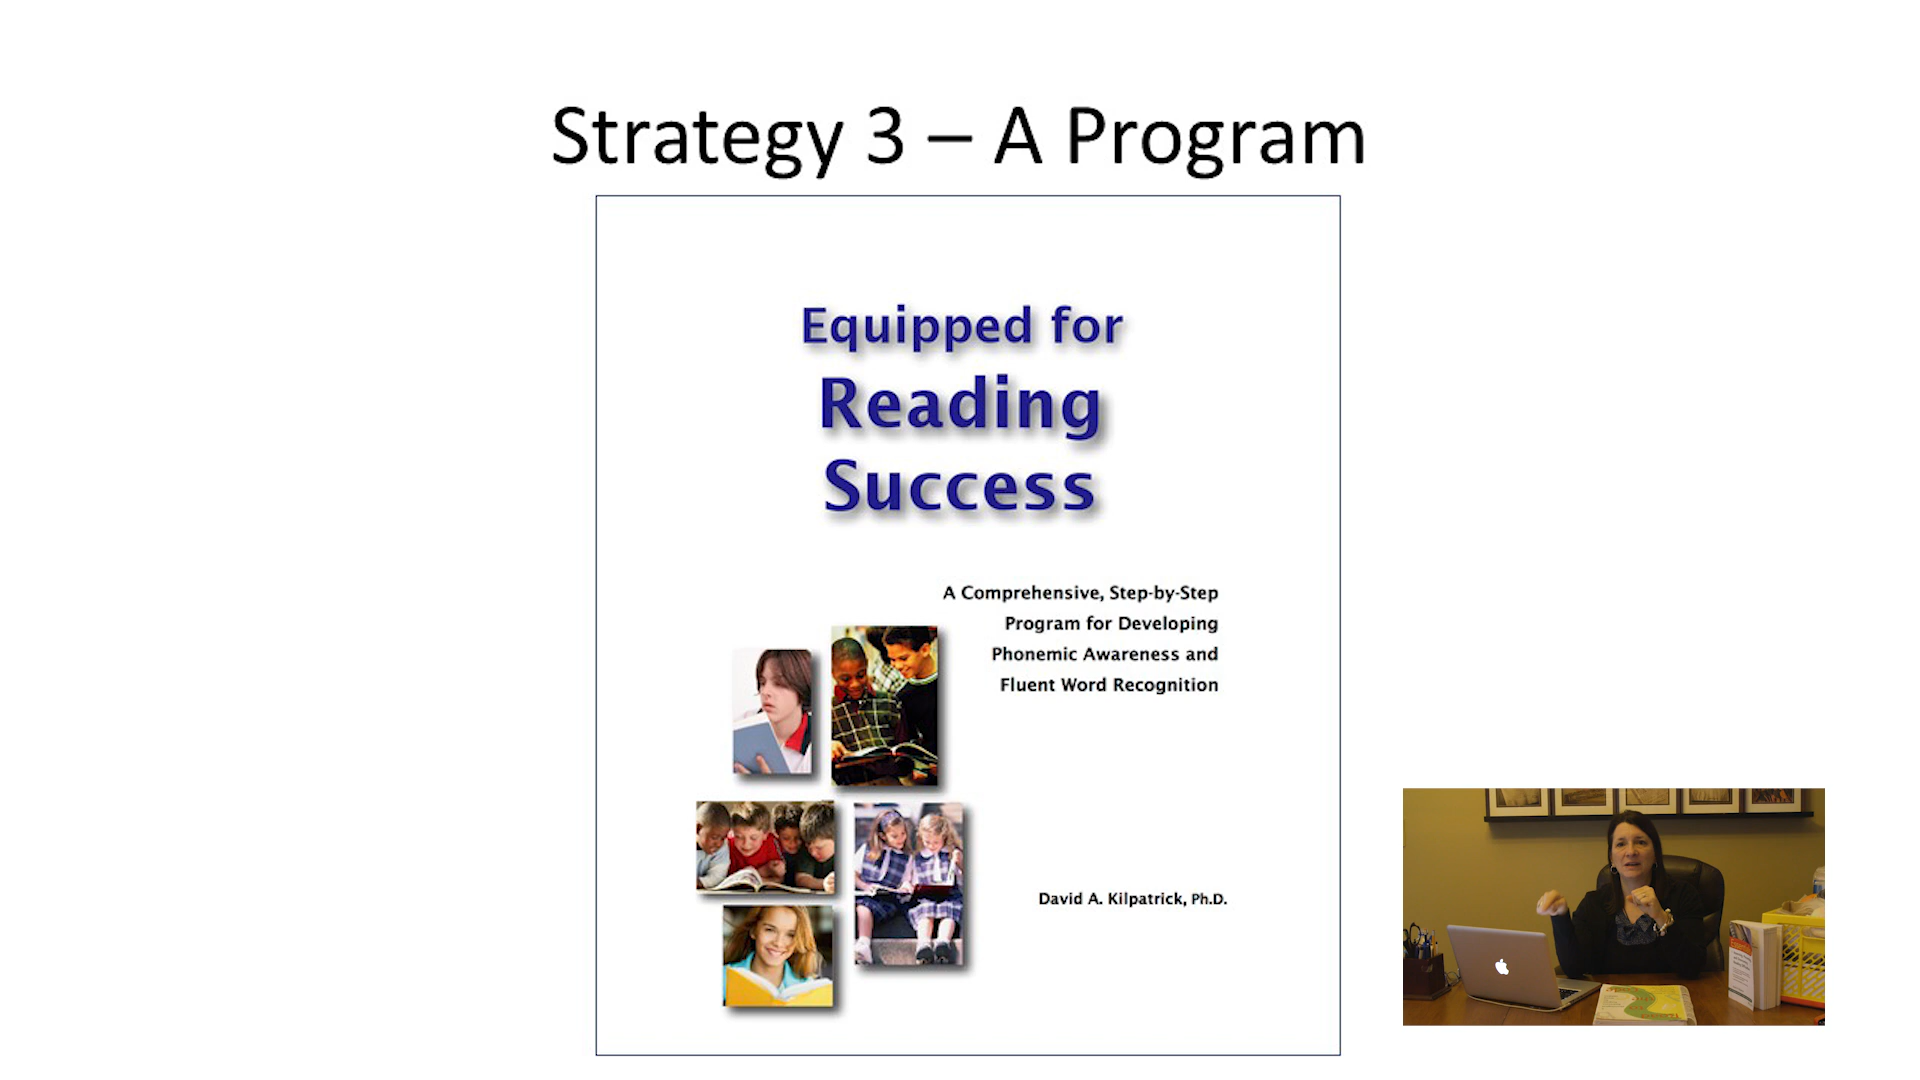 Strategy 3 – A Program
Equipped for
Reading
Success
A Comprehensive, Step-by-Step
Program for Developing
Phonemic Awareness and
Fluent Word Recognition
David A. Kilpatrick, Ph.D.